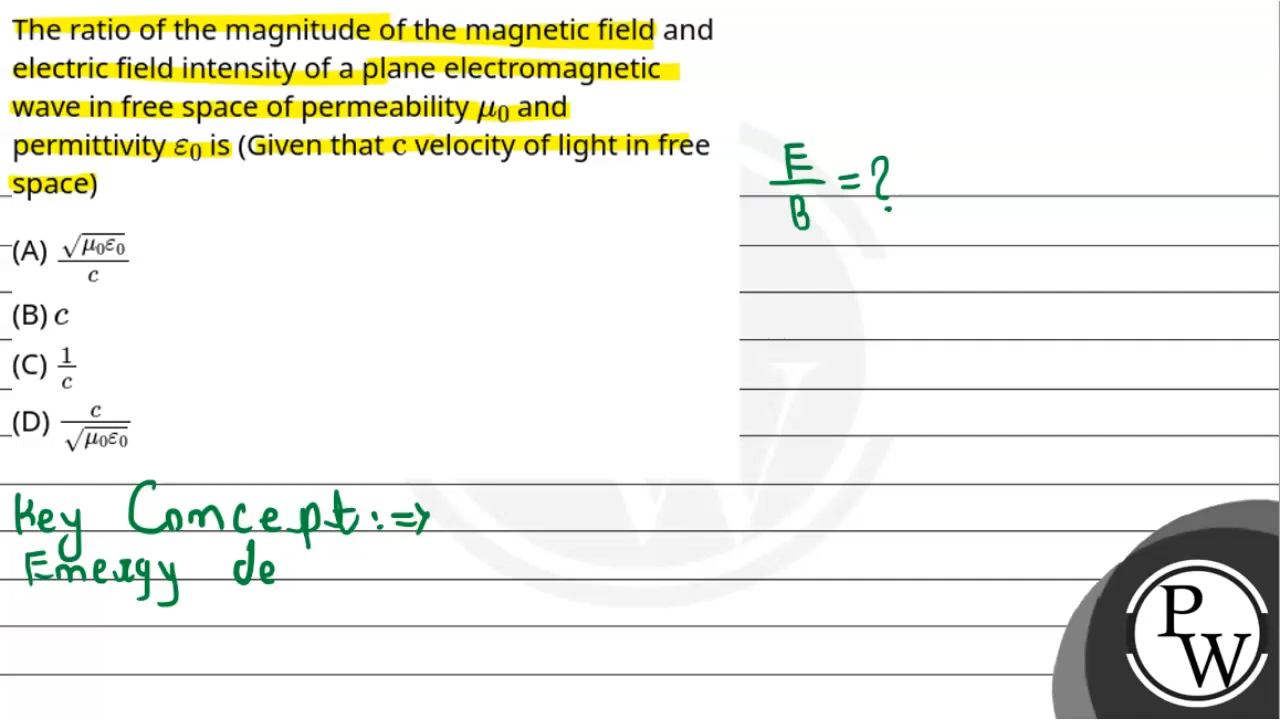 The ratio of the magnitude of the magnetic field and
electric field intensity of a plane electromagnetic
wave in free space of permeability μ₀ and
permittivity ε₀ is (Given that c velocity of light in free
space)
(A) √(μ₀ε₀)/c
(B) c
(C) 1/c
(D) c/√(μ₀ε₀)
E/B = ?
Key Concept :⇒
Energy de
PW